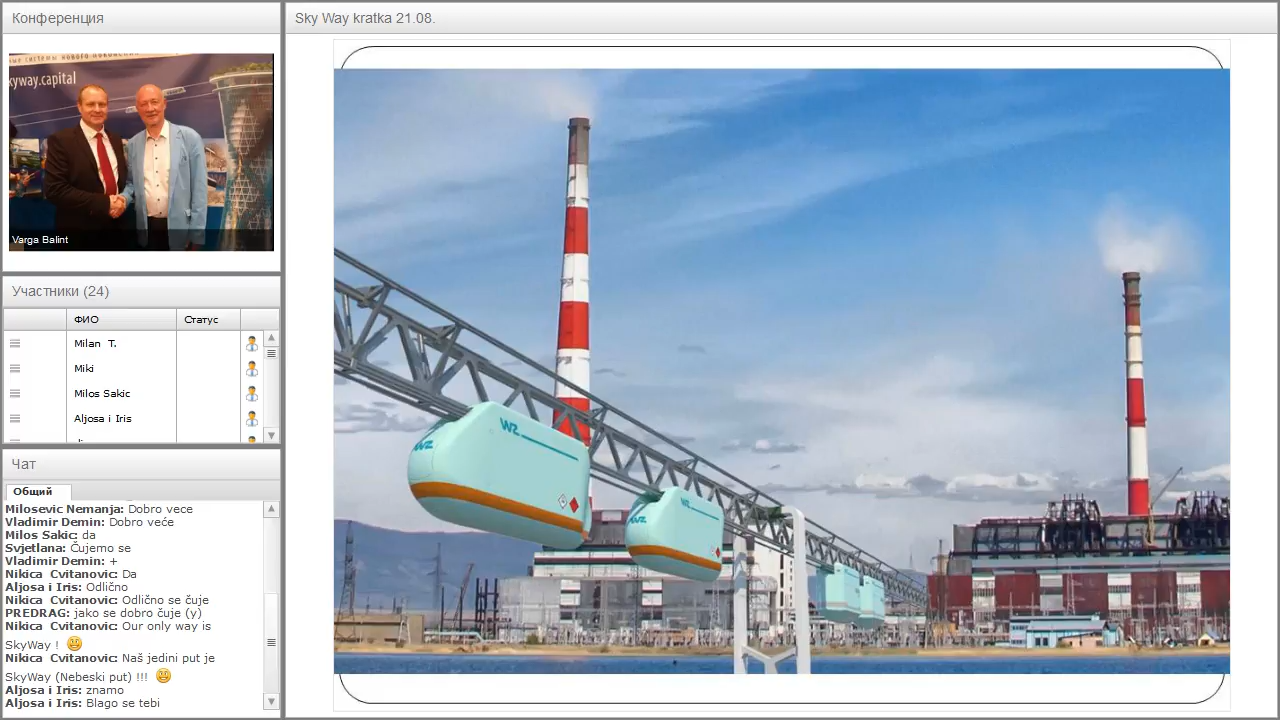 Конференция
Sky Way kratka 21.08.
kyway.capital
Varga Balint
Участники (24)
ФИО
Статус
Milan T.
Miki
Milos Sakic
Aljosa i Iris
Чат
Общий
Milosevic Nemanja: Dobro vece
Vladimir Demin: Dobro veće
Milos Sakic: da
Svjetlana: Čujemo se
Vladimir Demin: +
Nikica Cvitanovic: Da
Aljosa i Iris: Odlično
Nikica Cvitanovic: Odlično se čuje
PREDRAG: jako se dobro čuje (y)
Nikica Cvitanovic: Our only way is
SkyWay !
Nikica Cvitanovic: Naš jedini put je
SkyWay (Nebeski put) !!!
Aljosa i Iris: znamo
Aljosa i Iris: Blago se tebi